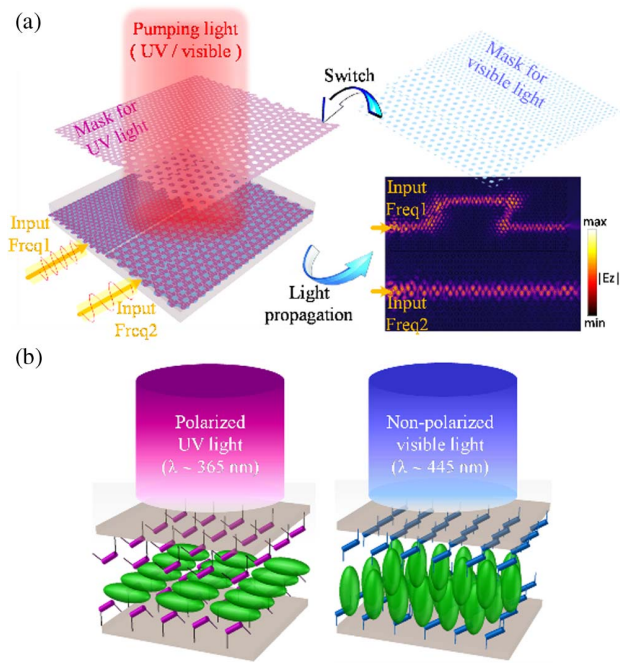 (a)
Pumping light
( UV / visible )
Mask for
UV light
Switch
Mask for
visible light
Input
Freq1
Input
Freq2
Light
propagation
Input
Freq1
Input
Freq2
max
|Ez|
min
(b)
Polarized
UV light
(λ ~ 365 nm)
Non-polarized
visible light
(λ ~ 445 nm)